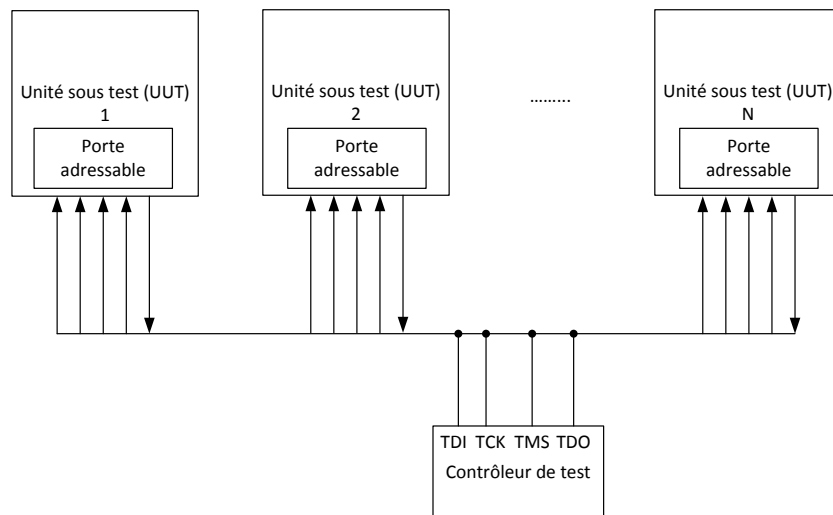 Unité sous test (UUT)
1
Porte
adressable
Unité sous test (UUT)
2
Porte
adressable
.........
Unité sous test (UUT)
N
Porte
adressable
TDI TCK TMS TDO
Contrôleur de test